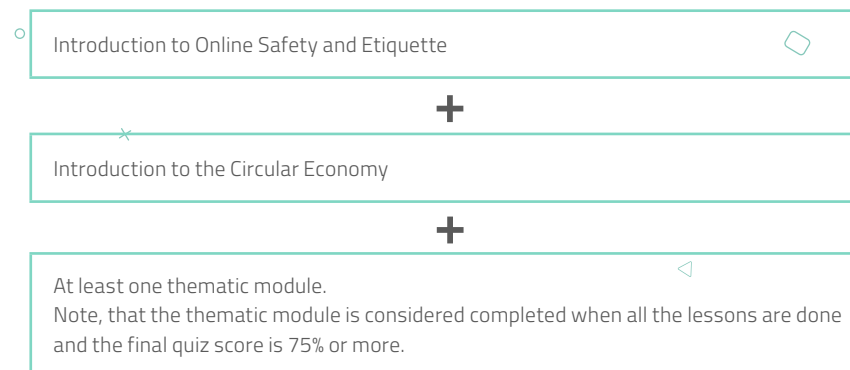 Introduction to Online Safety and Etiquette
+
Introduction to the Circular Economy
+
At least one thematic module.
Note, that the thematic module is considered completed when all the lessons are done
and the final quiz score is 75% or more.